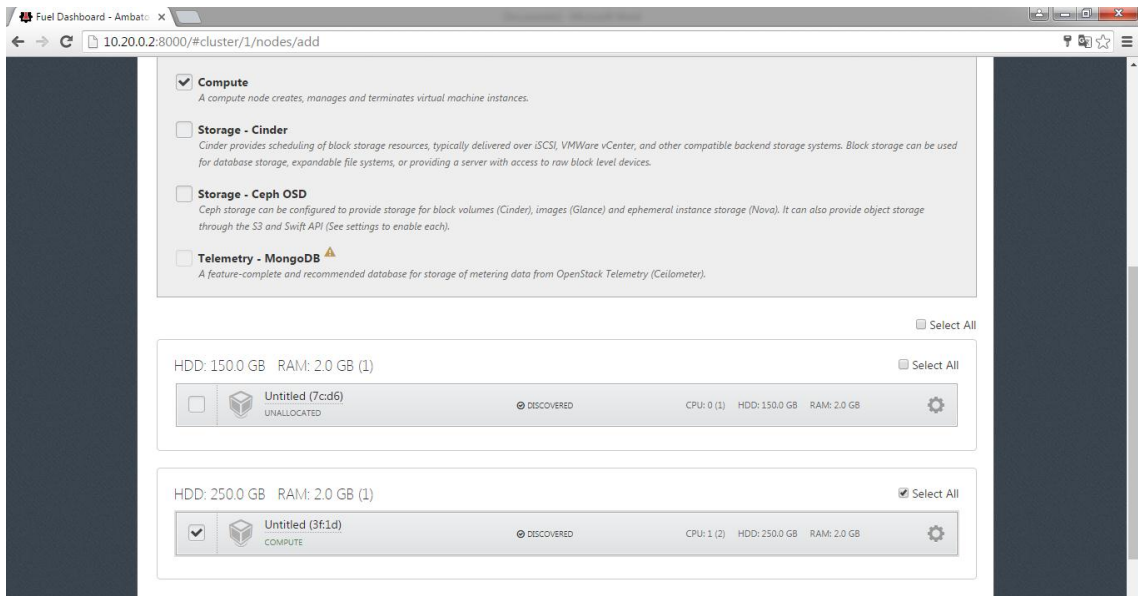 Fuel Dashboard - Ambato
10.20.0.2:8000/#cluster/1/nodes/add
Compute
A compute node creates, manages and terminates virtual machine instances.
Storage - Cinder
Cinder provides scheduling of block storage resources, typically delivered over iSCSI, VMWare vCenter, and other compatible backend storage systems. Block storage can be used
for database storage, expandable file systems, or providing a server with access to raw block level devices.
Storage - Ceph OSD
Ceph storage can be configured to provide storage for block volumes (Cinder), images (Glance) and ephemeral instance storage (Nova). It can also provide object storage
through the S3 and Swift API (See settings to enable each).
Telemetry - MongoDB
A feature-complete and recommended database for storage of metering data from OpenStack Telemetry (Ceilometer).
Select All
HDD: 150.0 GB RAM: 2.0 GB (1) Select All
Untitled (7c:d6)
UNALLOCATED
DISCOVERED CPU: 0 (1) HDD: 150.0 GB RAM: 2.0 GB
HDD: 250.0 GB RAM: 2.0 GB (1) Select All
Untitled (3f:1d)
COMPUTE
DISCOVERED CPU: 1 (2) HDD: 250.0 GB RAM: 2.0 GB